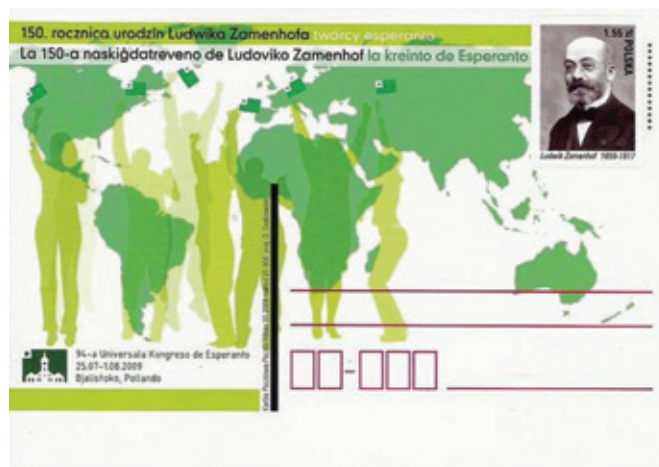 150. rocznica urodzin Ludwika Zamenhofa twórcy esperanto
La 150-a naskiĝdatreveno de Ludoviko Zamenhof la kreinto de Esperanto
1.55 zł
POLSKA
Ludwik Zamenhof 1859-1917
94-a Universala Kongreso de Esperanto
25.07-1.08.2009
Bjalistoko, Pollando